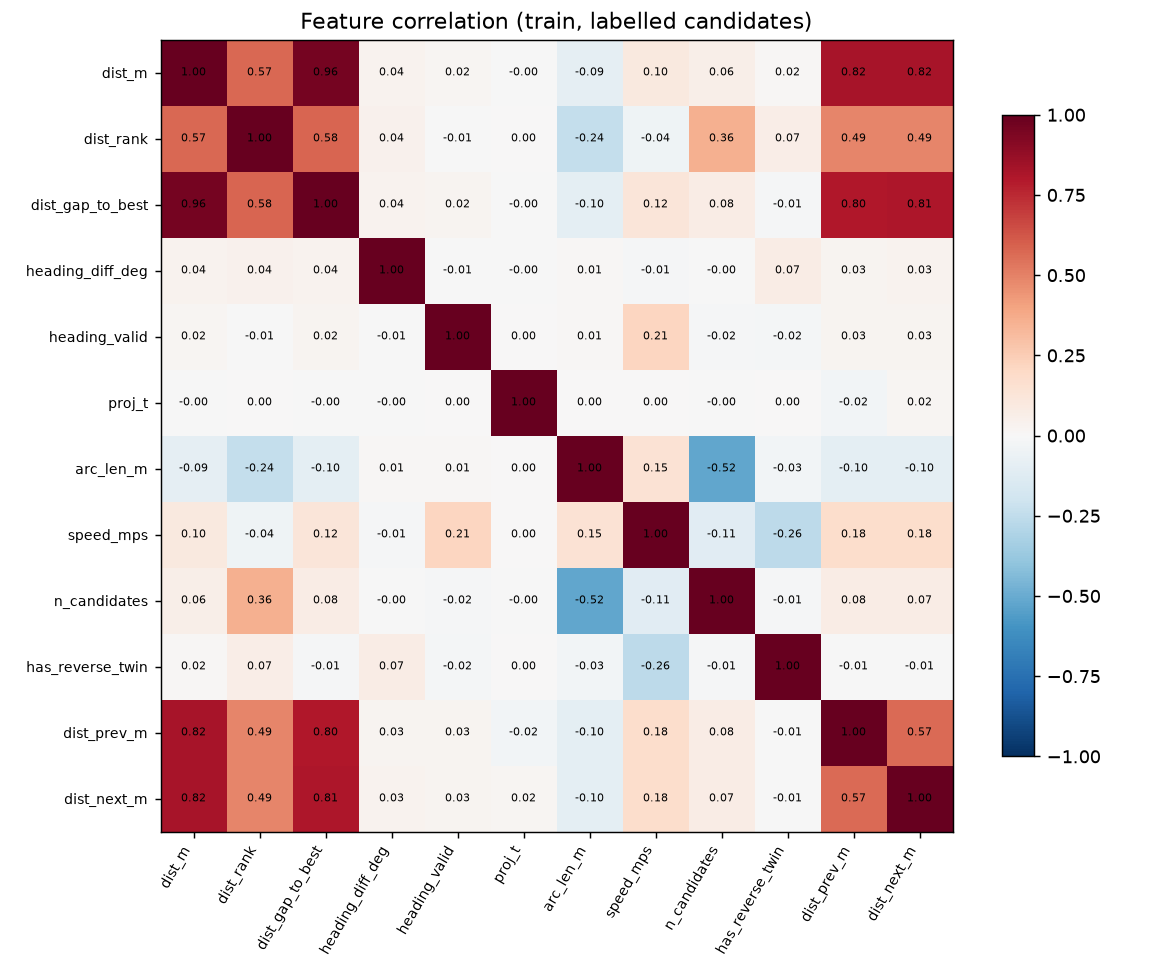 Feature correlation (train, labelled candidates)
dist_m 1.00 0.57 0.96 0.04 0.02 -0.00 -0.09 0.10 0.06 0.02 0.82 0.82
dist_rank 0.57 1.00 0.58 0.04 -0.01 0.00 -0.24 -0.04 0.36 0.07 0.49 0.49
dist_gap_to_best 0.96 0.58 1.00 0.04 0.02 -0.00 -0.10 0.12 0.08 -0.01 0.80 0.81
heading_diff_deg 0.04 0.04 0.04 1.00 -0.01 -0.00 0.01 -0.01 -0.00 0.07 0.03 0.03
heading_valid 0.02 -0.01 0.02 -0.01 1.00 0.00 0.01 0.21 -0.02 -0.02 0.03 0.03
proj_t -0.00 0.00 -0.00 -0.00 0.00 1.00 0.00 0.00 -0.00 0.00 -0.02 0.02
arc_len_m -0.09 -0.24 -0.10 0.01 0.01 0.00 1.00 0.15 -0.52 -0.03 -0.10 -0.10
speed_mps 0.10 -0.04 0.12 -0.01 0.21 0.00 0.15 1.00 -0.11 -0.26 0.18 0.18
n_candidates 0.06 0.36 0.08 -0.00 -0.02 -0.00 -0.52 -0.11 1.00 -0.01 0.08 0.07
has_reverse_twin 0.02 0.07 -0.01 0.07 -0.02 0.00 -0.03 -0.26 -0.01 1.00 -0.01 -0.01
dist_prev_m 0.82 0.49 0.80 0.03 0.03 -0.02 -0.10 0.18 0.08 -0.01 1.00 0.57
dist_next_m 0.82 0.49 0.81 0.03 0.03 0.02 -0.10 0.18 0.07 -0.01 0.57 1.00
dist_m dist_rank dist_gap_to_best heading_diff_deg heading_valid proj_t arc_len_m speed_mps n_candidates has_reverse_twin dist_prev_m dist_next_m
1.00
0.75
0.50
0.25
0.00
−0.25
−0.50
−0.75
−1.00